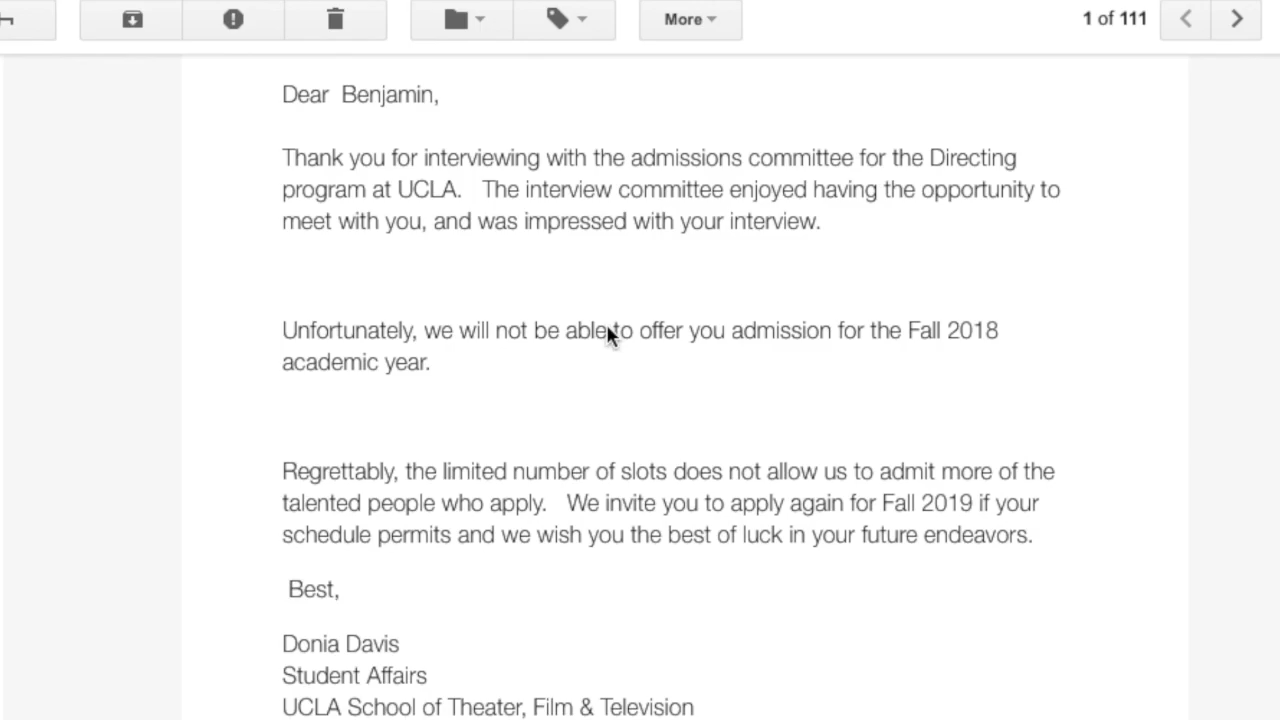 More
1 of 111
Dear Benjamin,
Thank you for interviewing with the admissions committee for the Directing
program at UCLA. The interview committee enjoyed having the opportunity to
meet with you, and was impressed with your interview.
Unfortunately, we will not be able to offer you admission for the Fall 2018
academic year.
Regrettably, the limited number of slots does not allow us to admit more of the
talented people who apply. We invite you to apply again for Fall 2019 if your
schedule permits and we wish you the best of luck in your future endeavors.
Best,
Donia Davis
Student Affairs
UCLA School of Theater, Film & Television